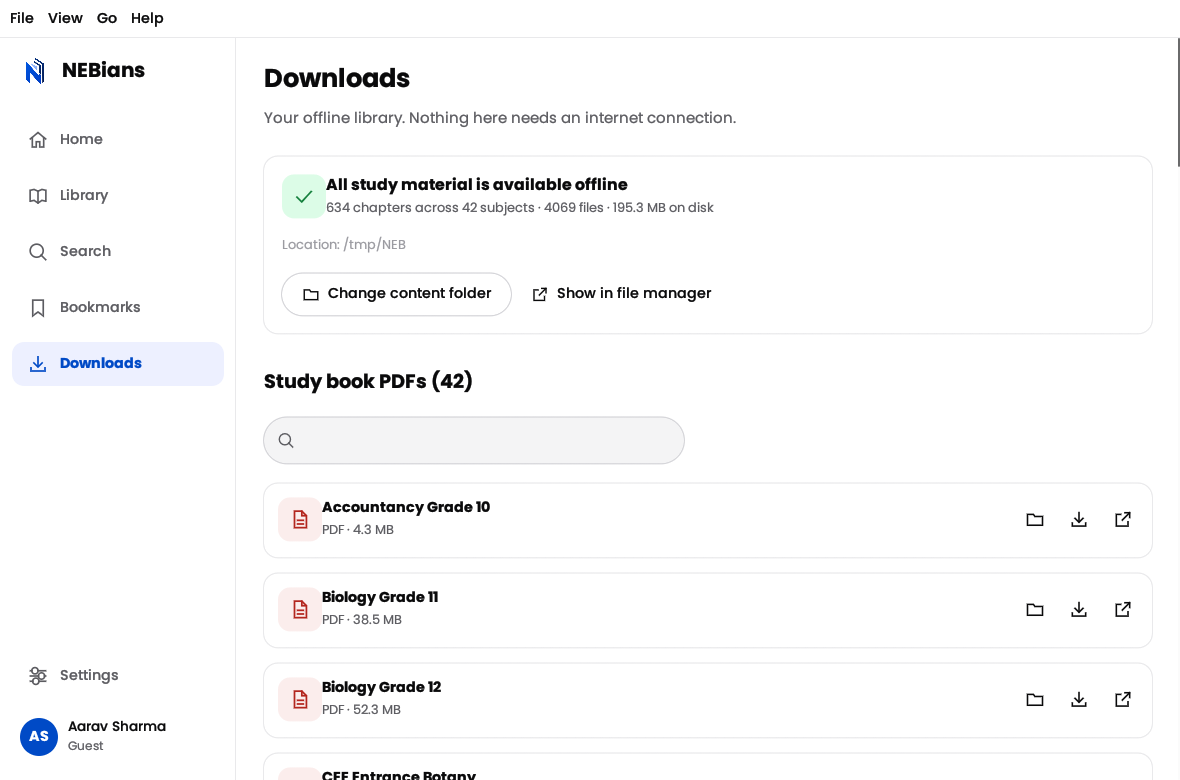 File View Go Help
NEBians
Home
Library
Search
Bookmarks
Downloads
Settings
AS
Aarav Sharma
Guest
Downloads
Your offline library. Nothing here needs an internet connection.
All study material is available offline
634 chapters across 42 subjects · 4069 files · 195.3 MB on disk
Location: /tmp/NEB
Change content folder
Show in file manager
Study book PDFs (42)
Accountancy Grade 10
PDF · 4.3 MB
Biology Grade 11
PDF · 38.5 MB
Biology Grade 12
PDF · 52.3 MB
CEE Entrance Botany